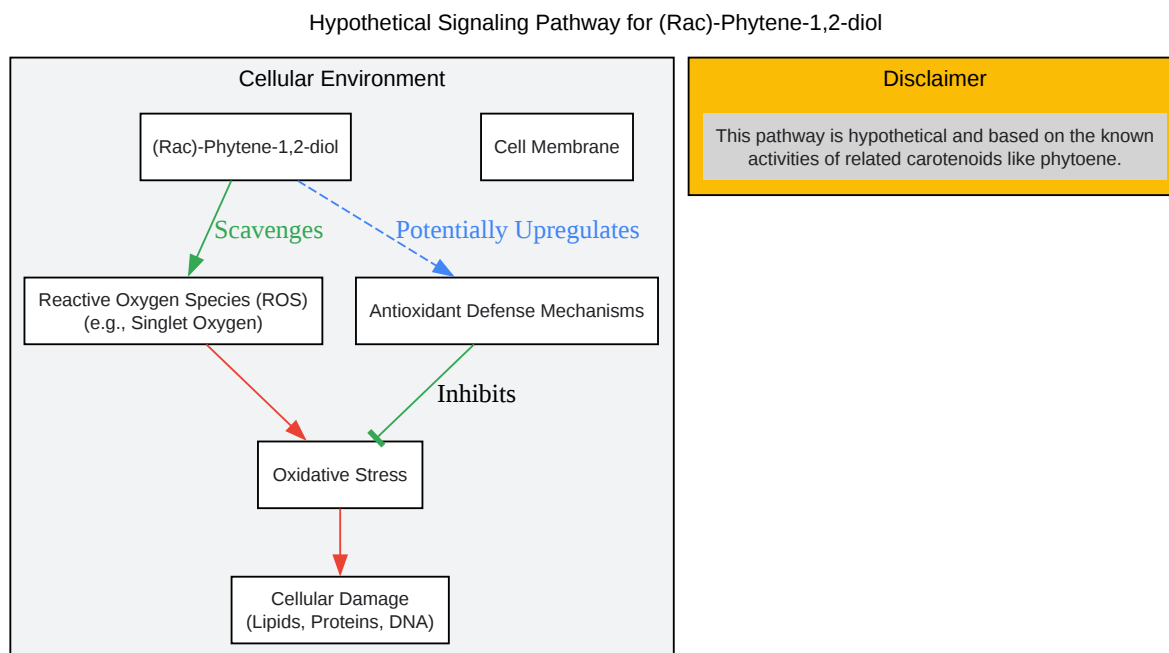 Hypothetical Signaling Pathway for (Rac)-Phytene-1,2-diol
Cellular Environment
(Rac)-Phytene-1,2-diol
Cell Membrane
Scavenges
Potentially Upregulates
Reactive Oxygen Species (ROS)
(e.g., Singlet Oxygen)
Antioxidant Defense Mechanisms
Inhibits
Oxidative Stress
Cellular Damage
(Lipids, Proteins, DNA)
Disclaimer
This pathway is hypothetical and based on the known
activities of related carotenoids like phytoene.